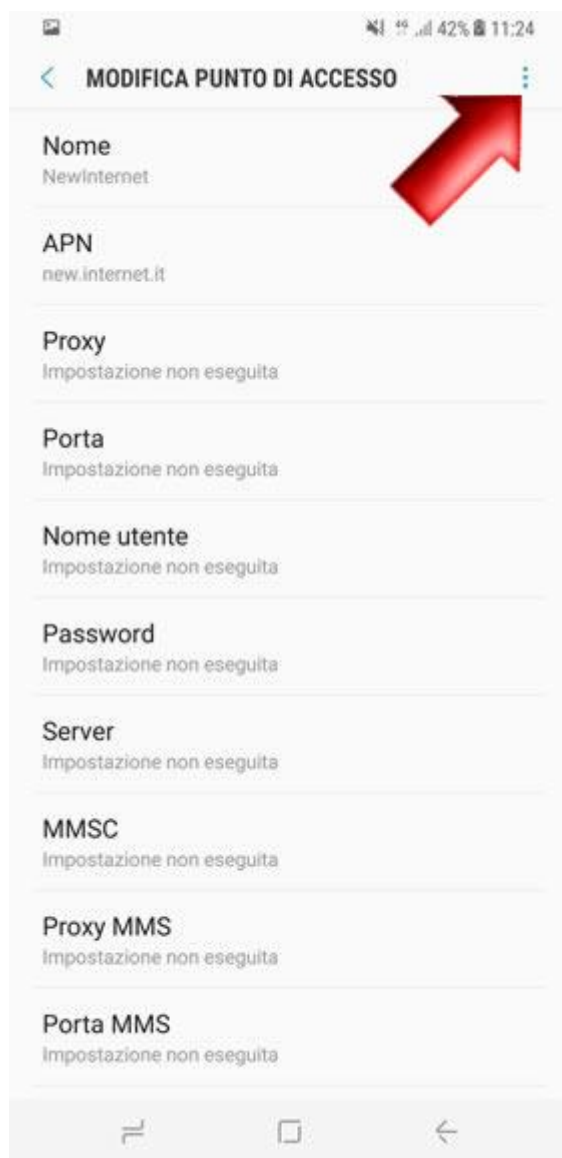 42% 11:24
MODIFICA PUNTO DI ACCESSO
Nome
NewInternet
APN
new.internet.it
Proxy
Impostazione non eseguita
Porta
Impostazione non eseguita
Nome utente
Impostazione non eseguita
Password
Impostazione non eseguita
Server
Impostazione non eseguita
MMSC
Impostazione non eseguita
Proxy MMS
Impostazione non eseguita
Porta MMS
Impostazione non eseguita